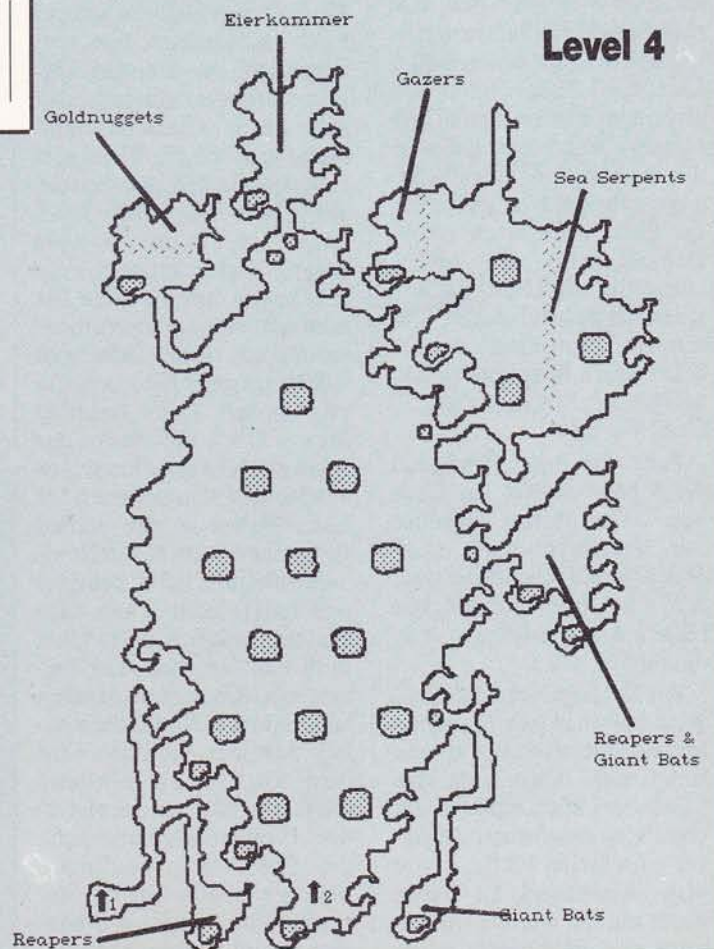 Eierkammer
Level 4
Gazers
Goldnuggets
Sea Serpents
Reapers &
Giant Bats
1
2
Giant Bats
Reapers